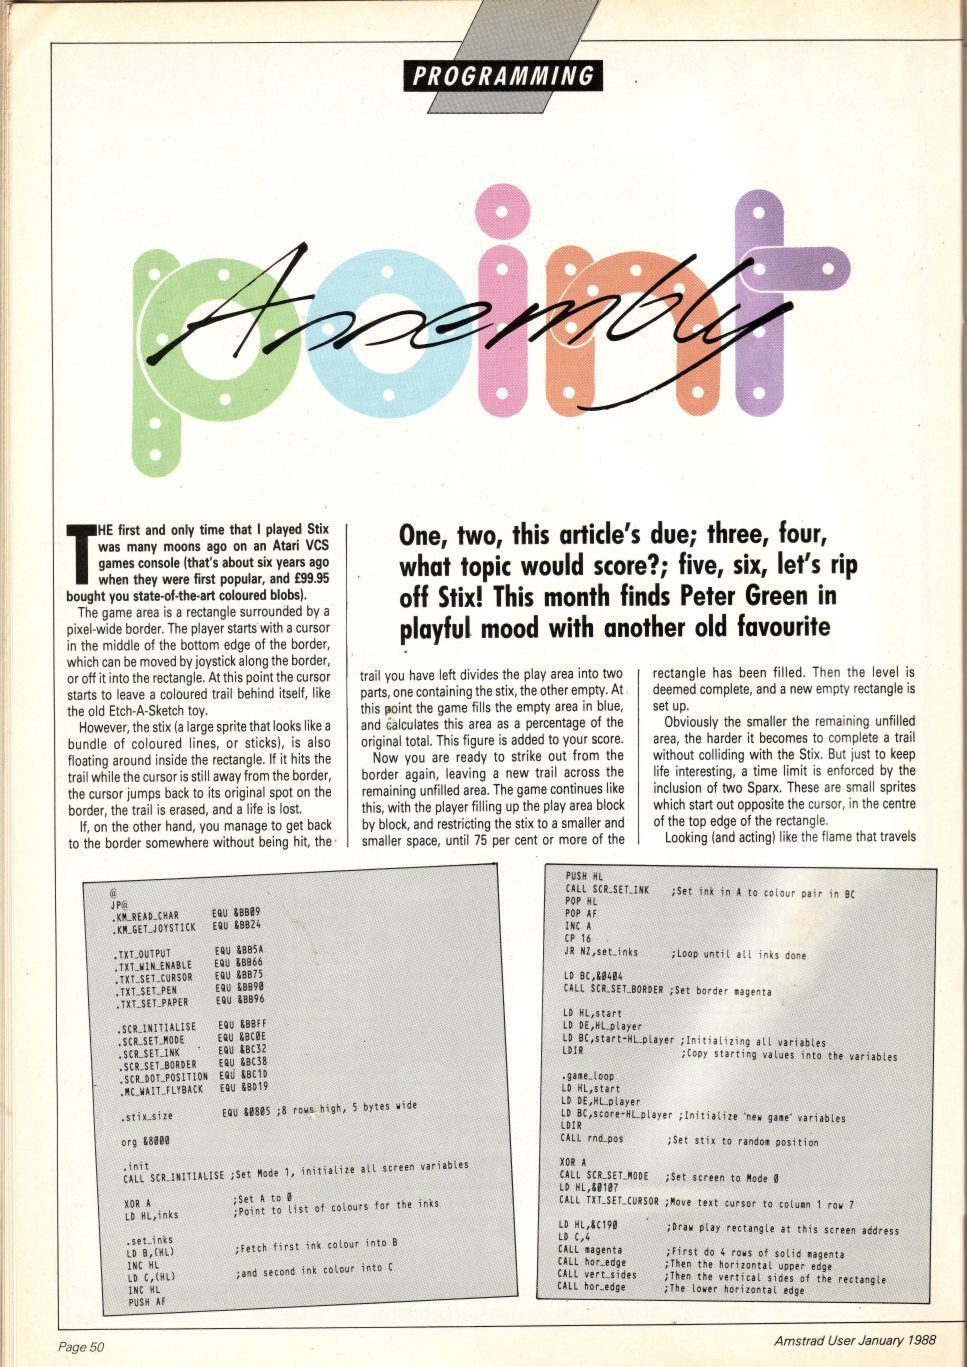 PROGRAMMING
point
Assembly
THE first and only time that I played Stix
was many moons ago on an Atari VCS
games console (that's about six years ago
when they were first popular, and £99.95
bought you state-of-the-art coloured blobs).
The game area is a rectangle surrounded by a
pixel-wide border. The player starts with a cursor
in the middle of the bottom edge of the border,
which can be moved by joystick along the border,
or off it into the rectangle. At this point the cursor
starts to leave a coloured trail behind itself, like
the old Etch-A-Sketch toy.
However, the stix (a large sprite that looks like a
bundle of coloured lines, or sticks), is also
floating around inside the rectangle. If it hits the
trail while the cursor is still away from the border,
the cursor jumps back to its original spot on the
border, the trail is erased, and a life is lost.
If, on the other hand, you manage to get back
to the border somewhere without being hit, the
One, two, this article's due; three, four,
what topic would score?; five, six, let's rip
off Stix! This month finds Peter Green in
playful mood with another old favourite
trail you have left divides the play area into two
parts, one containing the stix, the other empty. At
this point the game fills the empty area in blue,
and calculates this area as a percentage of the
original total. This figure is added to your score.
Now you are ready to strike out from the
border again, leaving a new trail across the
remaining unfilled area. The game continues like
this, with the player filling up the play area block
by block, and restricting the stix to a smaller and
smaller space, until 75 per cent or more of the
rectangle has been filled. Then the level is
deemed complete, and a new empty rectangle is
set up.
Obviously the smaller the remaining unfilled
area, the harder it becomes to complete a trail
without colliding with the Stix. But just to keep
life interesting, a time limit is enforced by the
inclusion of two Sparx. These are small sprites
which start out opposite the cursor, in the centre
of the top edge of the rectangle.
Looking (and acting) like the flame that travels
@
JP@
.KM_READ_CHAR EQU &BB09
.KM_GET_JOYSTICK EQU &BB24
.TXT_OUTPUT EQU &BB5A
.TXT_WIN_ENABLE EQU &BB66
.TXT_SET_CURSOR EQU &BB75
.TXT_SET_PEN EQU &BB90
.TXT_SET_PAPER EQU &BB96
.SCR_INITIALISE EQU &BBFF
.SCR_SET_MODE EQU &BC0E
.SCR_SET_INK EQU &BC32
.SCR_SET_BORDER EQU &BC38
.SCR_DOT_POSITION EQU &BC1D
.MC_WAIT_FLYBACK EQU &BD19
.stix_size EQU &0805 ;8 rows high, 5 bytes wide
org &8000
.init
CALL SCR_INITIALISE ;Set Mode 1, initialize all screen variables
XOR A ;Set A to 0
LD HL,inks ;Point to list of colours for the inks
.set_inks
LD B,(HL) ;Fetch first ink colour into B
INC HL
LD C,(HL) ;and second ink colour into C
INC HL
PUSH AF
PUSH HL
CALL SCR_SET_INK ;Set ink in A to colour pair in BC
POP HL
POP AF
INC A
CP 16
JR NZ,set_inks ;Loop until all inks done
LD BC,&0404
CALL SCR_SET_BORDER ;Set border magenta
LD HL,start
LD DE,HL_player
LD BC,start-HL_player ;Initializing all variables
LDIR ;Copy starting values into the variables
.game_loop
LD HL,start
LD DE,HL_player
LD BC,score-HL_player ;Initialize "new game" variables
LDIR
CALL rnd_pos ;Set stix to random position
XOR A
CALL SCR_SET_MODE ;Set screen to Mode 0
LD HL,&0107
CALL TXT_SET_CURSOR ;Move text cursor to column 1 row 7
LD HL,&C190 ;Draw play rectangle at this screen address
LD C,4
CALL magenta ;First do 4 rows of solid magenta
CALL hor_edge ;Then the horizontal upper edge
CALL vert_sides ;Then the vertical sides of the rectangle
CALL hor_edge ;The lower horizontal edge
Page 50
Amstrad User January 1988